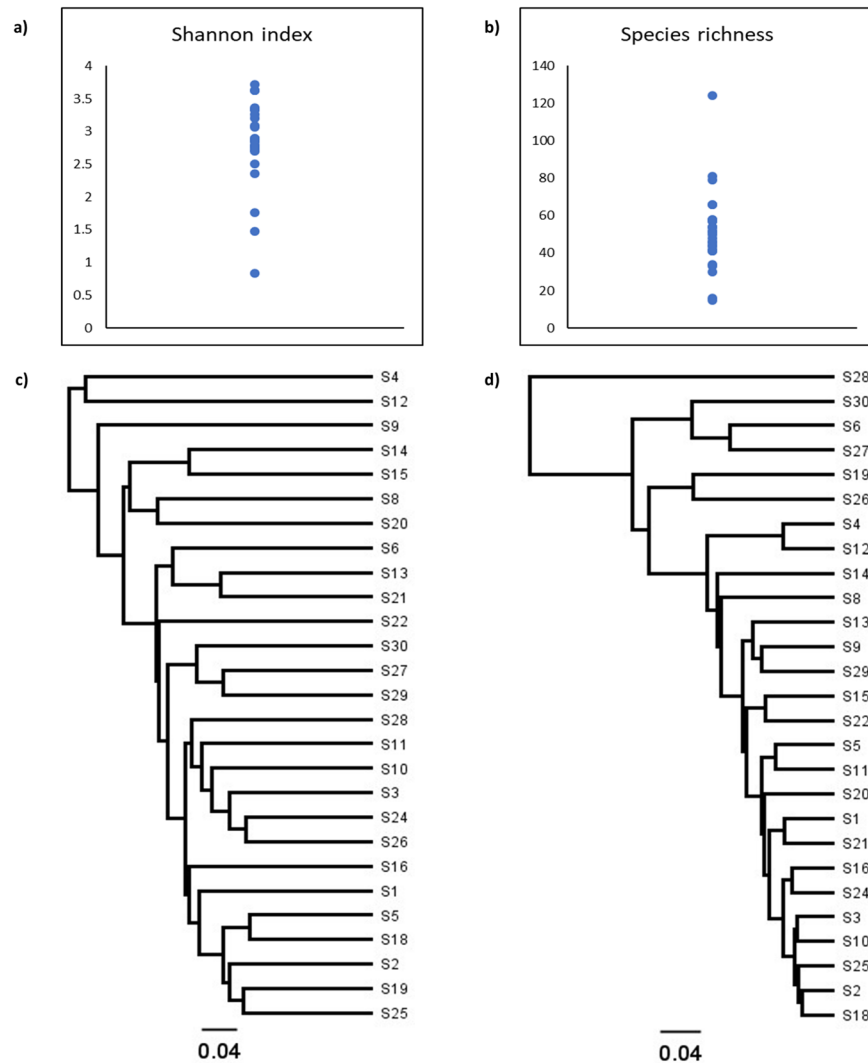 a)
Shannon index
4
3.5
3
2.5
2
1.5
1
0.5
0
b)
Species richness
140
120
100
80
60
40
20
0
c)
S4
S12
S9
S14
S15
S8
S20
S6
S13
S21
S22
S30
S27
S29
S28
S11
S10
S3
S24
S26
S16
S1
S5
S18
S2
S19
S25
0.04
d)
S28
S30
S6
S27
S19
S26
S4
S12
S14
S8
S13
S9
S29
S15
S22
S5
S11
S20
S1
S21
S16
S24
S3
S10
S25
S2
S18
0.04